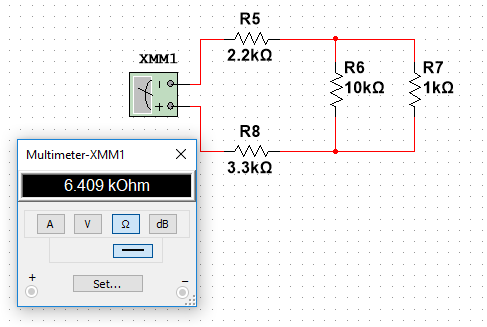 R5
2.2kΩ
XMM1
R6
10kΩ
R7
1kΩ
R8
3.3kΩ
Multimeter-XMM1
6.409 kOhm
A V Ω dB
+ −
Set...